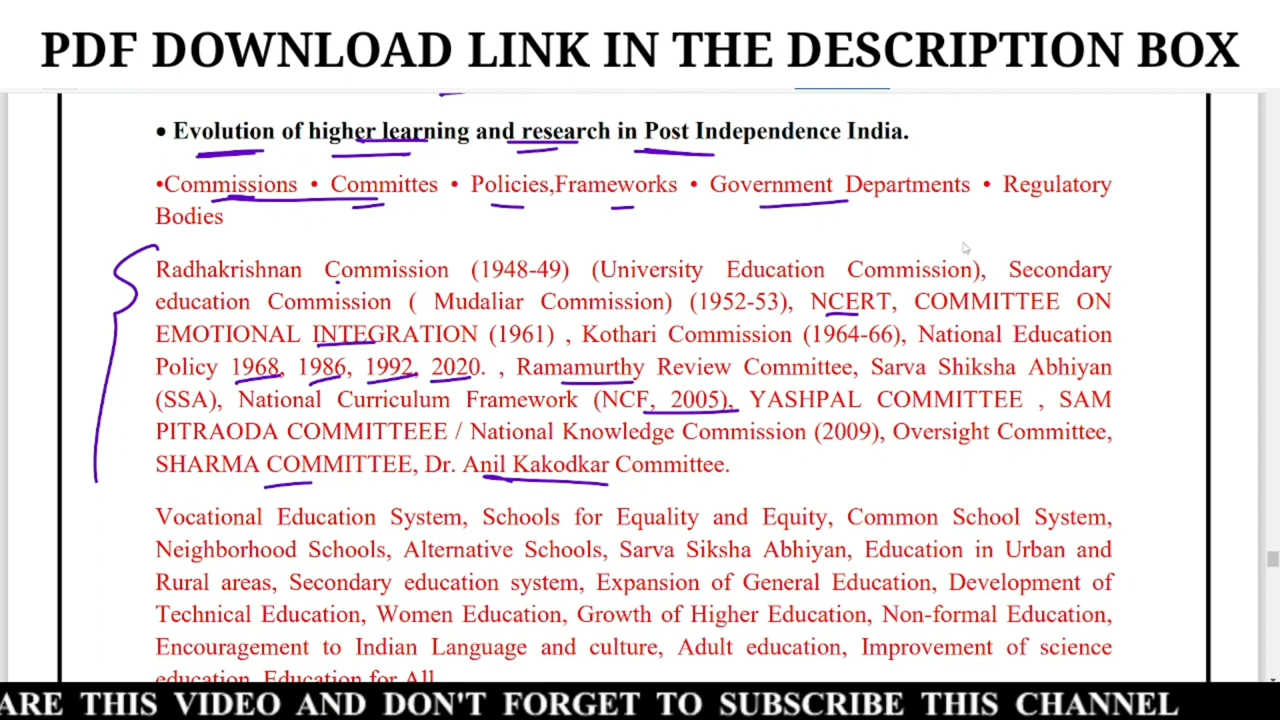 PDF DOWNLOAD LINK IN THE DESCRIPTION BOX
• Evolution of higher learning and research in Post Independence India.
•Commissions • Committes • Policies,Frameworks • Government Departments • Regulatory
Bodies
Radhakrishnan Commission (1948-49) (University Education Commission), Secondary
education Commission ( Mudaliar Commission) (1952-53), NCERT, COMMITTEE ON
EMOTIONAL INTEGRATION (1961) , Kothari Commission (1964-66), National Education
Policy 1968, 1986, 1992, 2020. , Ramamurthy Review Committee, Sarva Shiksha Abhiyan
(SSA), National Curriculum Framework (NCF, 2005), YASHPAL COMMITTEE , SAM
PITRAODA COMMITTEEE / National Knowledge Commission (2009), Oversight Committee,
SHARMA COMMITTEE, Dr. Anil Kakodkar Committee.
Vocational Education System, Schools for Equality and Equity, Common School System,
Neighborhood Schools, Alternative Schools, Sarva Siksha Abhiyan, Education in Urban and
Rural areas, Secondary education system, Expansion of General Education, Development of
Technical Education, Women Education, Growth of Higher Education, Non-formal Education,
Encouragement to Indian Language and culture, Adult education, Improvement of science
education, Education for All
ARE THIS VIDEO AND DON'T FORGET TO SUBSCRIBE THIS CHANNEL